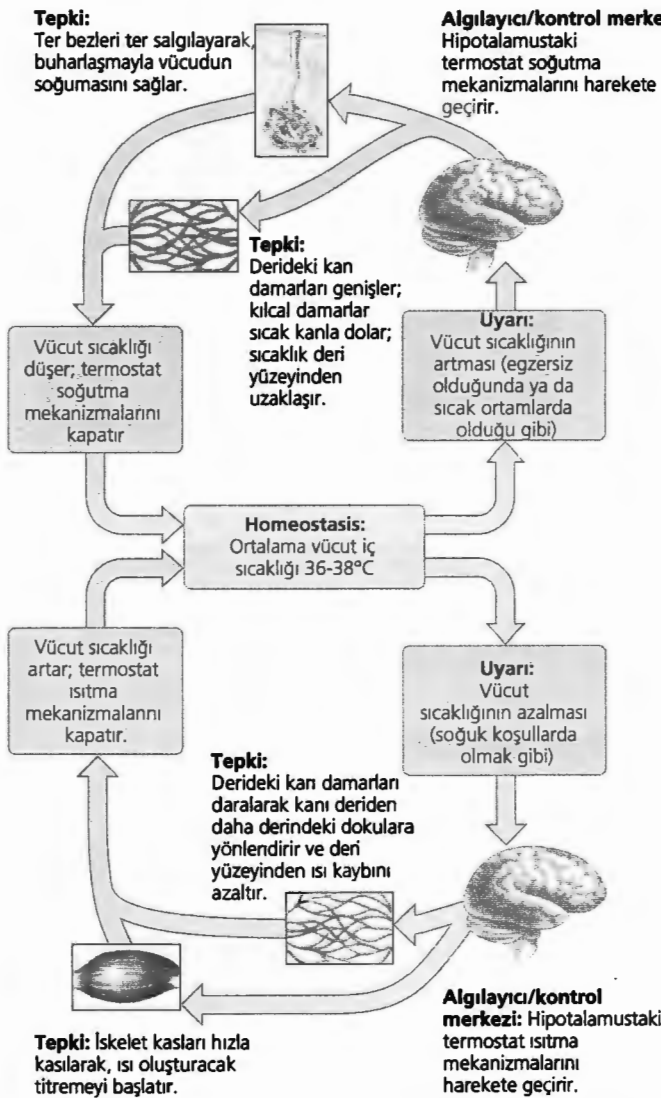 Tepki:
Ter bezleri ter salgılayarak,
buharlaşmayla vücudun
soğumasını sağlar.
Algılayıcı/kontrol merke
Hipotalamustaki
termostat soğutma
mekanizmalarını harekete
geçirir.
Tepki:
Derideki kan
damarları genişler;
kılcal damarlar
sıcak kanla dolar;
sıcaklık deri
yüzeyinden
uzaklaşır.
Uyarı:
Vücut sıcaklığının
artması (egzersiz
olduğunda ya da
sıcak ortamlarda
olduğu gibi)
Vücut sıcaklığı
düşer; termostat
soğutma
mekanizmalarını
kapatır
Homeostasis:
Ortalama vücut iç
sıcaklığı 36-38°C
Vücut sıcaklığı
artar; termostat
ısıtma
mekanizmalannı
kapatır.
Uyarı:
Vücut
sıcaklığının azalması
(soğuk koşullarda
olmak gibi)
Tepki:
Derideki kan damarları
daralarak kanı deriden
daha derindeki dokulara
yönlendirir ve deri
yüzeyinden ısı kaybını
azaltır.
Tepki: İskelet kasları hızla
kasılarak, ısı oluşturacak
titremeyi başlatır.
Algılayıcı/kontrol
merkezi: Hipotalamustaki
termostat ısıtma
mekanizmalarını
harekete geçirir.